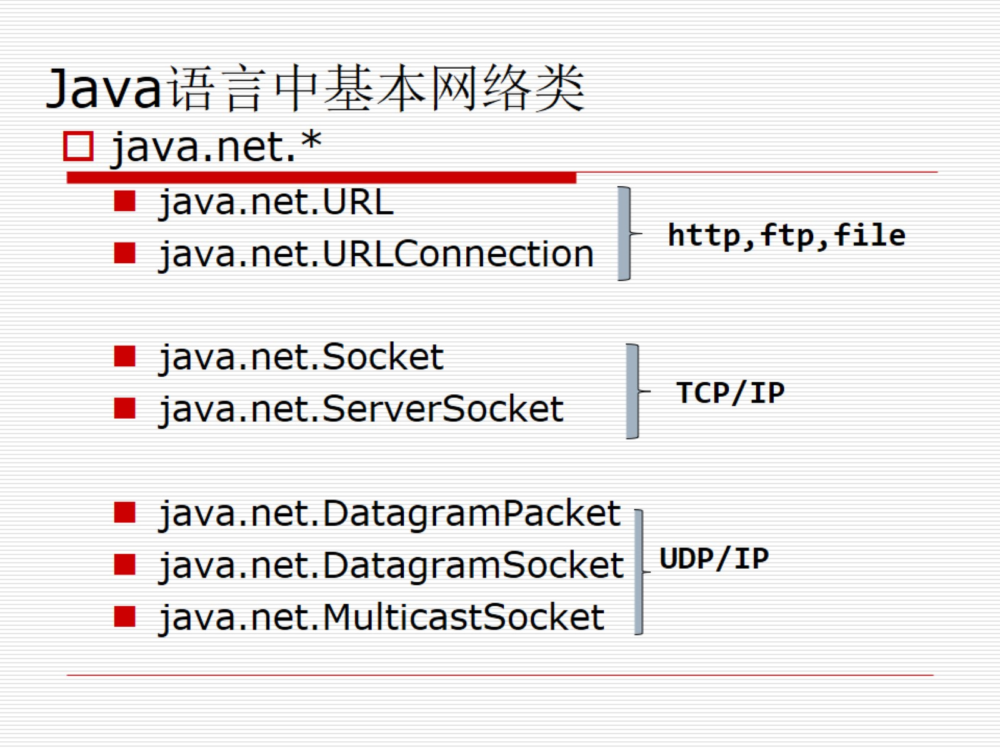 Java语言中基本网络类
java.net.*
java.net.URL
java.net.URLConnection
http,ftp,file
java.net.Socket
java.net.ServerSocket
TCP/IP
java.net.DatagramPacket
java.net.DatagramSocket
java.net.MulticastSocket
UDP/IP